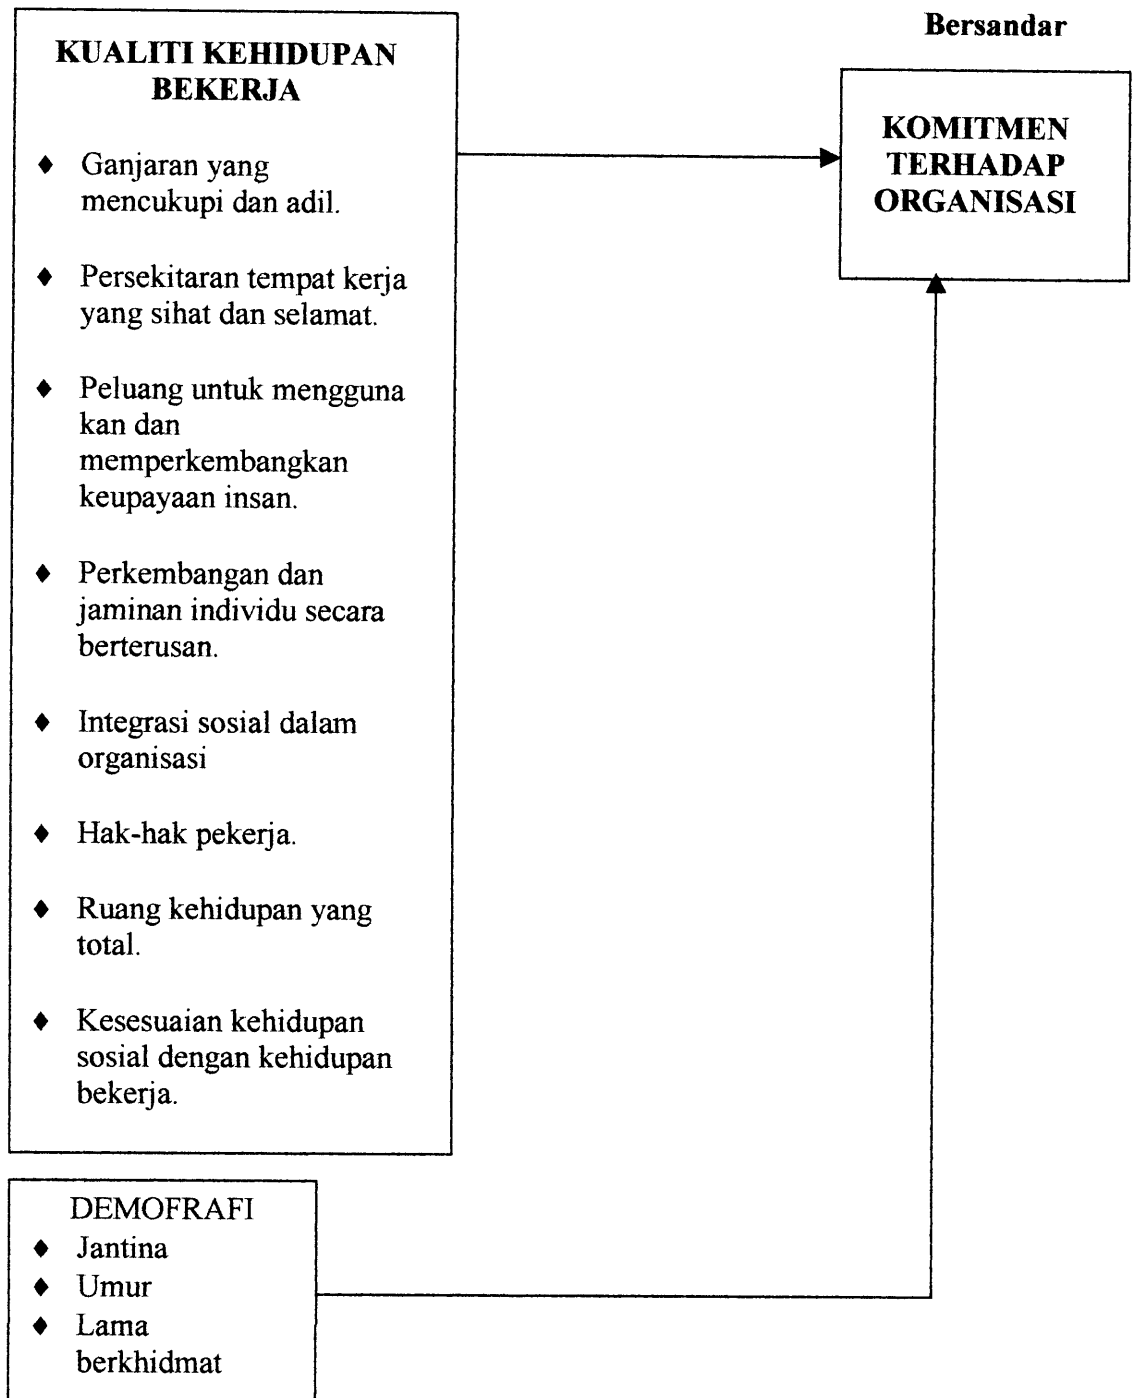 Bersandar
KUALITI KEHIDUPAN
BEKERJA
♦ Ganjaran yang
mencukupi dan adil.
♦ Persekitaran tempat kerja
yang sihat dan selamat.
♦ Peluang untuk mengguna
kan dan
memperkembangkan
keupayaan insan.
♦ Perkembangan dan
jaminan individu secara
berterusan.
♦ Integrasi sosial dalam
organisasi
♦ Hak-hak pekerja.
♦ Ruang kehidupan yang
total.
♦ Kesesuaian kehidupan
sosial dengan kehidupan
bekerja.
KOMITMEN
TERHADAP
ORGANISASI
DEMOFRAFI
♦ Jantina
♦ Umur
♦ Lama
berkhidmat